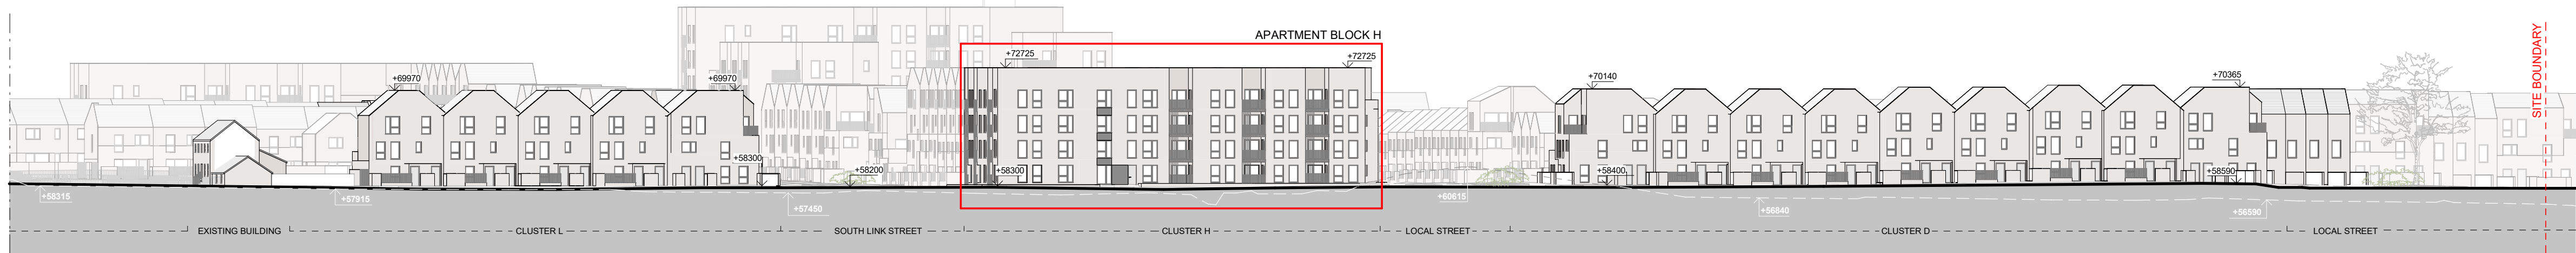 APARTMENT BLOCK H
SITE BOUNDARY
+72725
+72725
+69970
+69970
+70140
+70365
+58300
+58200
+58300
+58400
+58590
+58315
+57915
+57450
+60615
+56840
+56590
EXISTING BUILDING
CLUSTER L
SOUTH LINK STREET
CLUSTER H
LOCAL STREET
CLUSTER D
LOCAL STREET